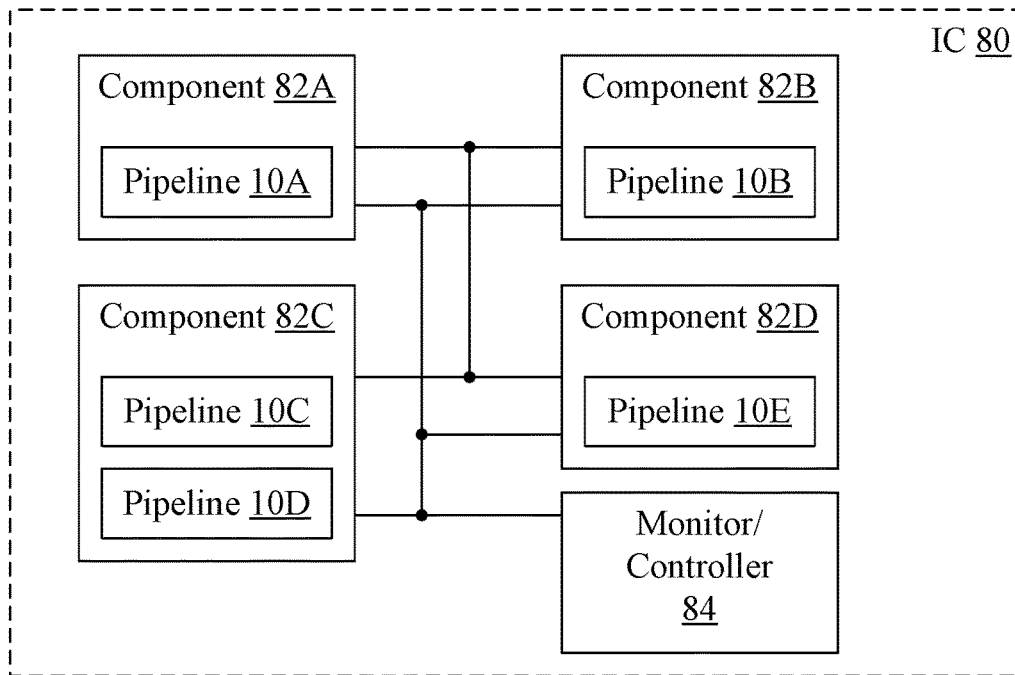 IC 80
Component 82A
Pipeline 10A
Component 82B
Pipeline 10B
Component 82C
Pipeline 10C
Pipeline 10D
Component 82D
Pipeline 10E
Monitor/
Controller
84